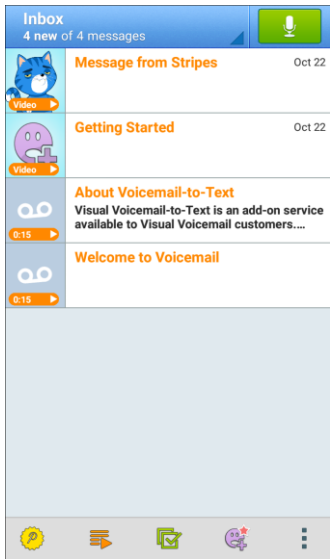 Inbox
4 new of 4 messages
Message from Stripes
Oct 22
Video
Getting Started
Oct 22
Video
About Voicemail-to-Text
Visual Voicemail-to-Text is an add-on service
available to Visual Voicemail customers....
0:15
Welcome to Voicemail
0:15
P